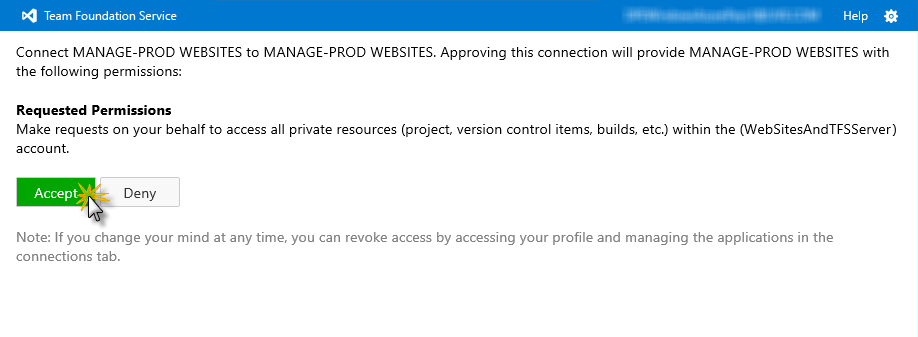 Team Foundation Service
Help
Connect MANAGE-PROD WEBSITES to MANAGE-PROD WEBSITES. Approving this connection will provide MANAGE-PROD WEBSITES with
the following permissions:
Requested Permissions
Make requests on your behalf to access all private resources (project, version control items, builds, etc.) within the (WebSitesAndTFSServer)
account.
Accept Deny
Note: If you change your mind at any time, you can revoke access by accessing your profile and managing the applications in the
connections tab.